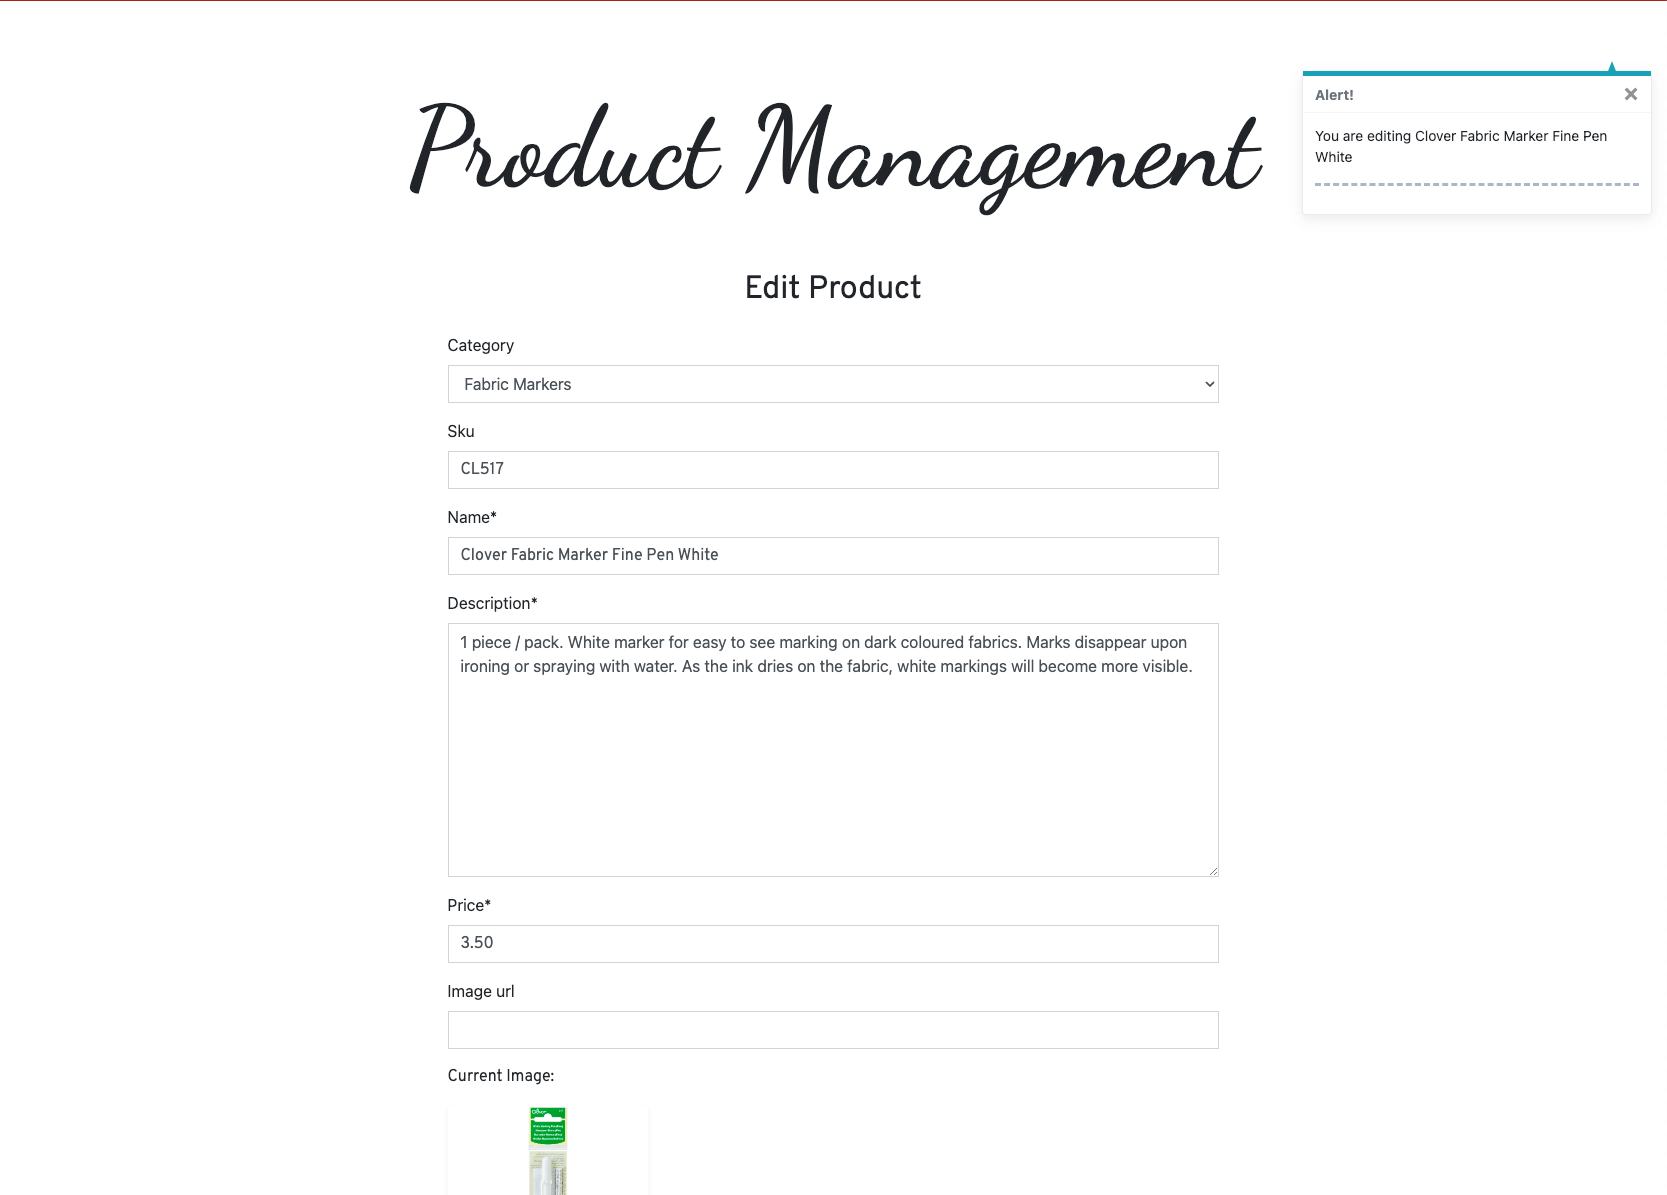 Product Management
Alert!
You are editing Clover Fabric Marker Fine Pen
White
Edit Product
Category
Fabric Markers
Sku
CL517
Name*
Clover Fabric Marker Fine Pen White
Description*
1 piece / pack. White marker for easy to see marking on dark coloured fabrics. Marks disappear upon
ironing or spraying with water. As the ink dries on the fabric, white markings will become more visible.
Price*
3.50
Image url
Current Image:
Clover